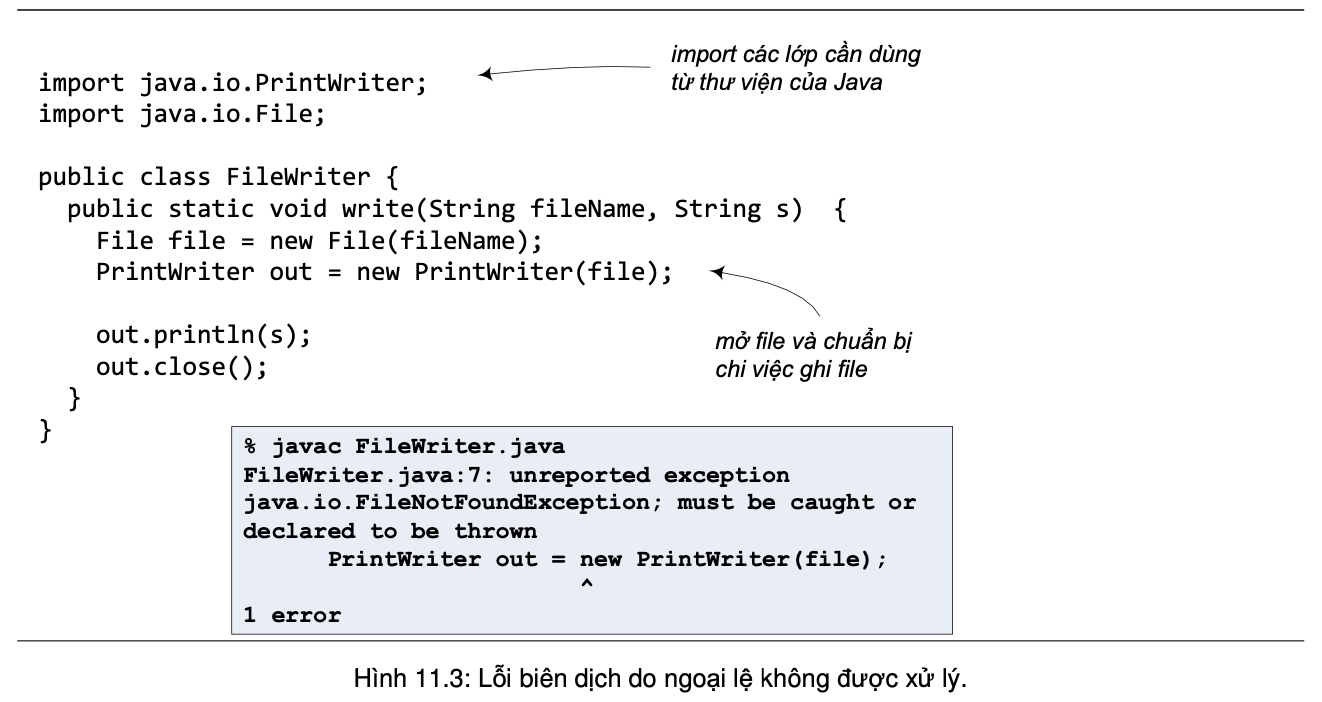 import các lớp cần dùng
từ thư viện của Java
import java.io.PrintWriter;
import java.io.File;
public class FileWriter {
public static void write(String fileName, String s) {
File file = new File(fileName);
PrintWriter out = new PrintWriter(file);
mở file và chuẩn bị
chi việc ghi file
out.println(s);
out.close();
}
}
% javac FileWriter.java
FileWriter.java:7: unreported exception
java.io.FileNotFoundException; must be caught or
declared to be thrown
PrintWriter out = new PrintWriter(file);
^
1 error
Hình 11.3: Lỗi biên dịch do ngoại lệ không được xử lý.